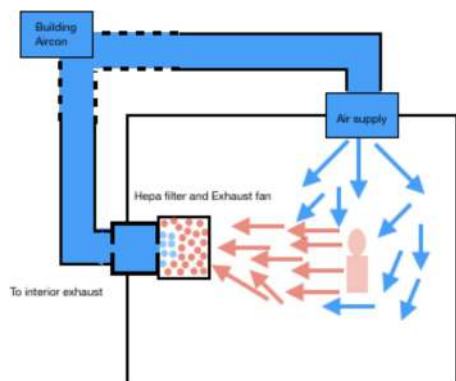 Building
Aircon
Air supply
Hepa filter and Exhaust fan
To interior exhaust